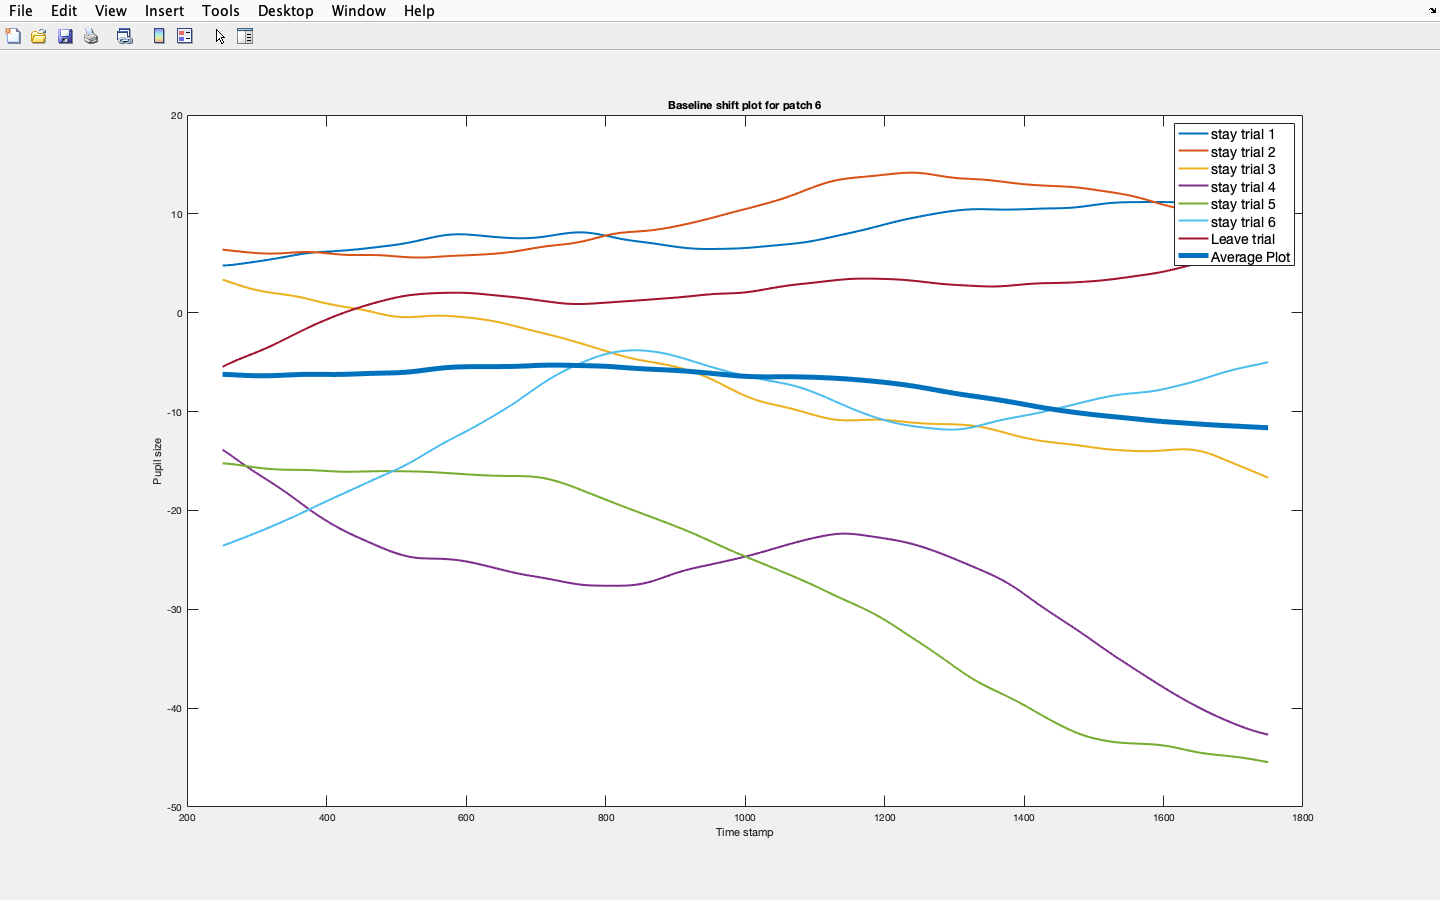 File Edit View Insert Tools Desktop Window Help
Baseline shift plot for patch 6
20
10
0
-10
-20
-30
-40
-50
Pupil size
stay trial 1
stay trial 2
stay trial 3
stay trial 4
stay trial 5
stay trial 6
Leave trial
Average Plot
200 400 600 800 1000 1200 1400 1600 1800
Time stamp